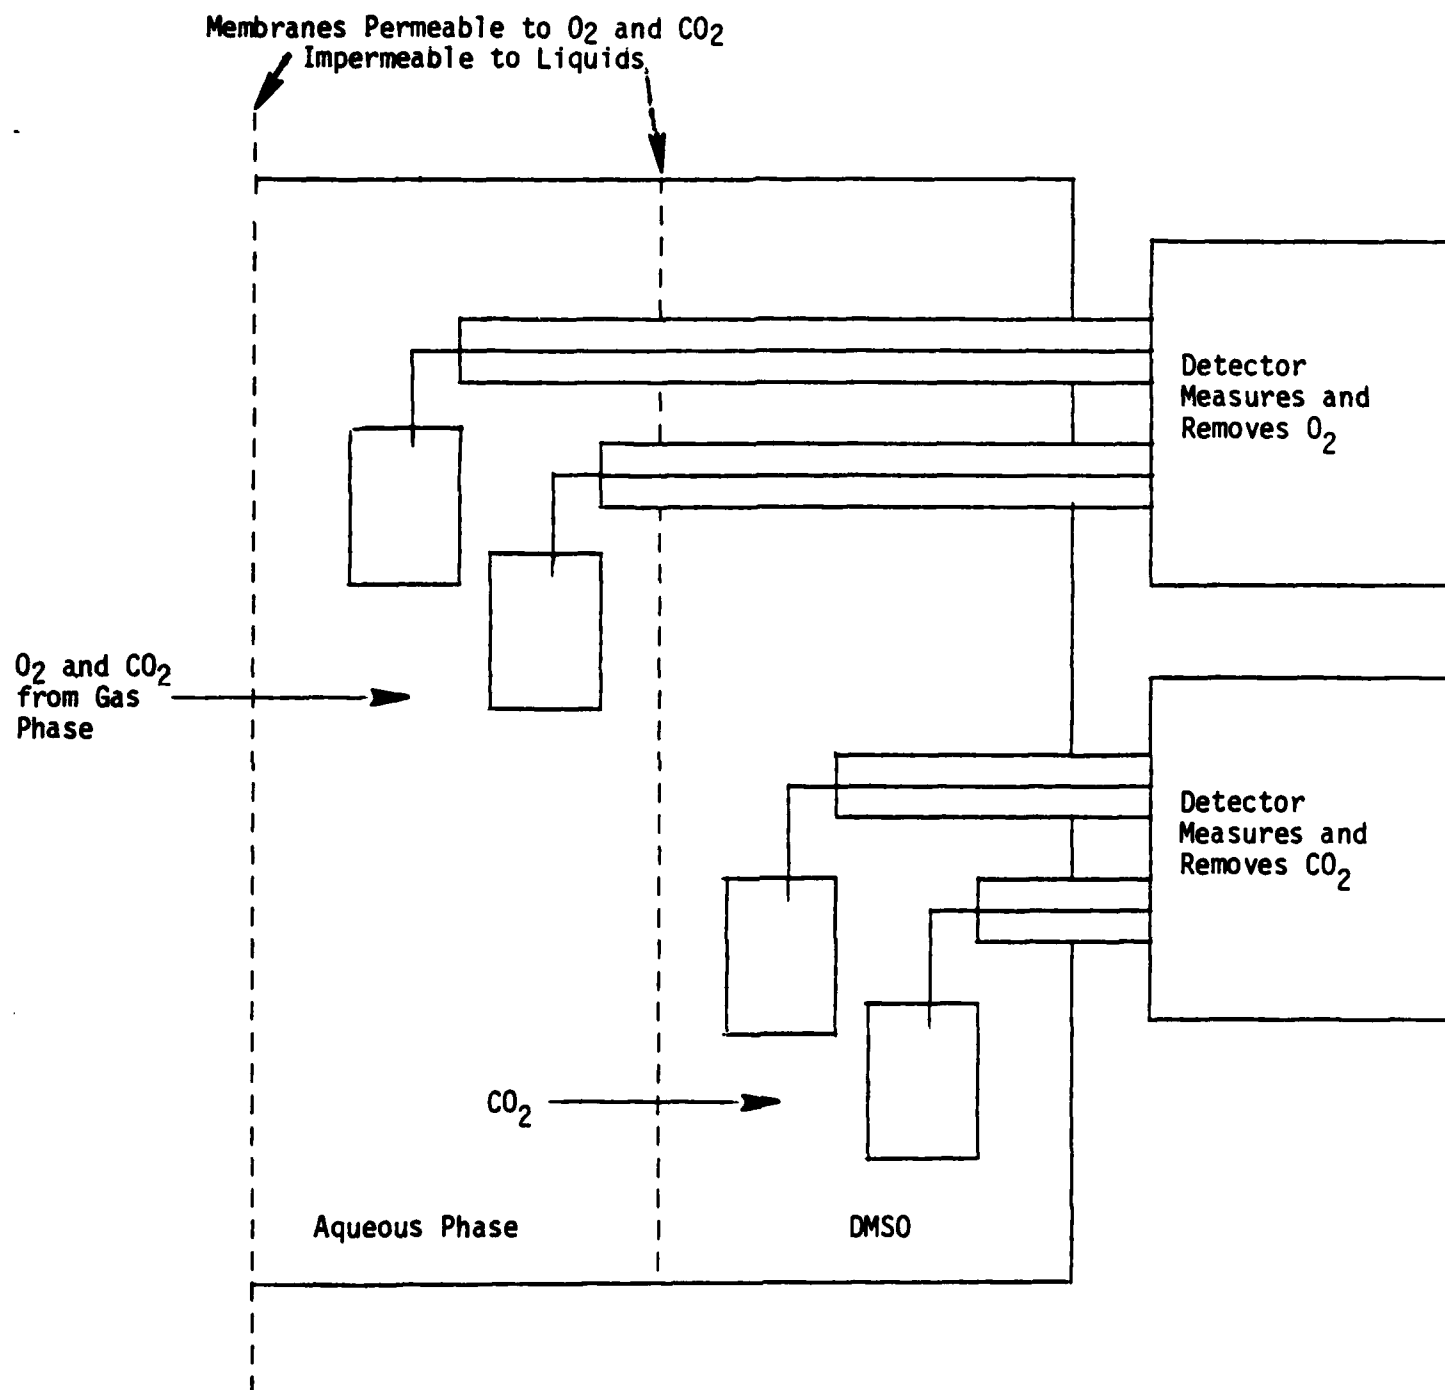 Membranes Permeable to O2 and CO2
Impermeable to Liquids
Detector
Measures and
Removes O2
O2 and CO2
from Gas
Phase
Detector
Measures and
Removes CO2
CO2
Aqueous Phase
DMSO